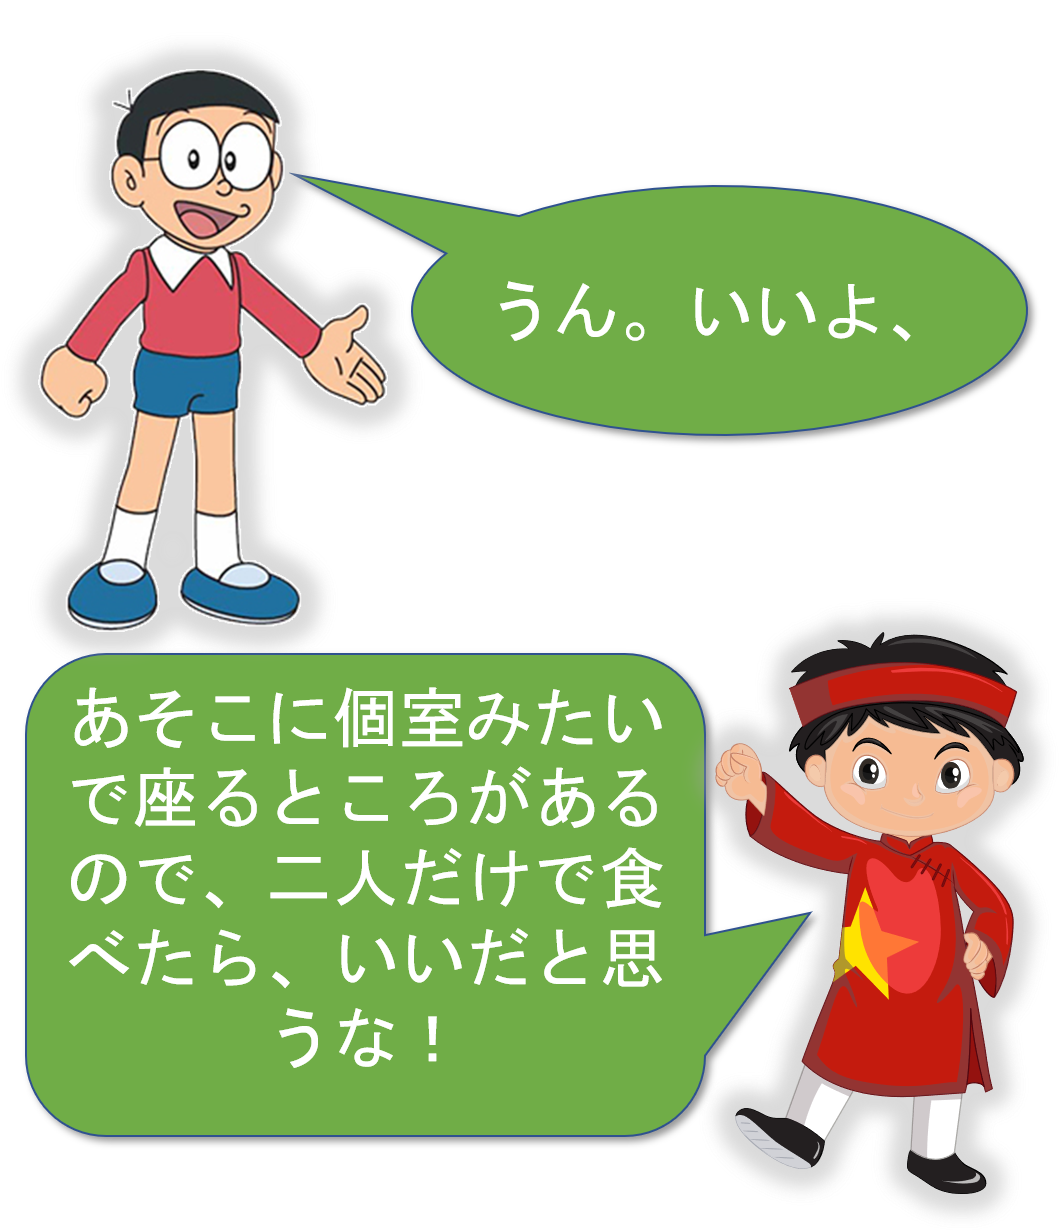 うん。いいよ、
あそこに個室みたい
で座るところがある
ので、二人だけで食
べたら、いいだと思
うな！